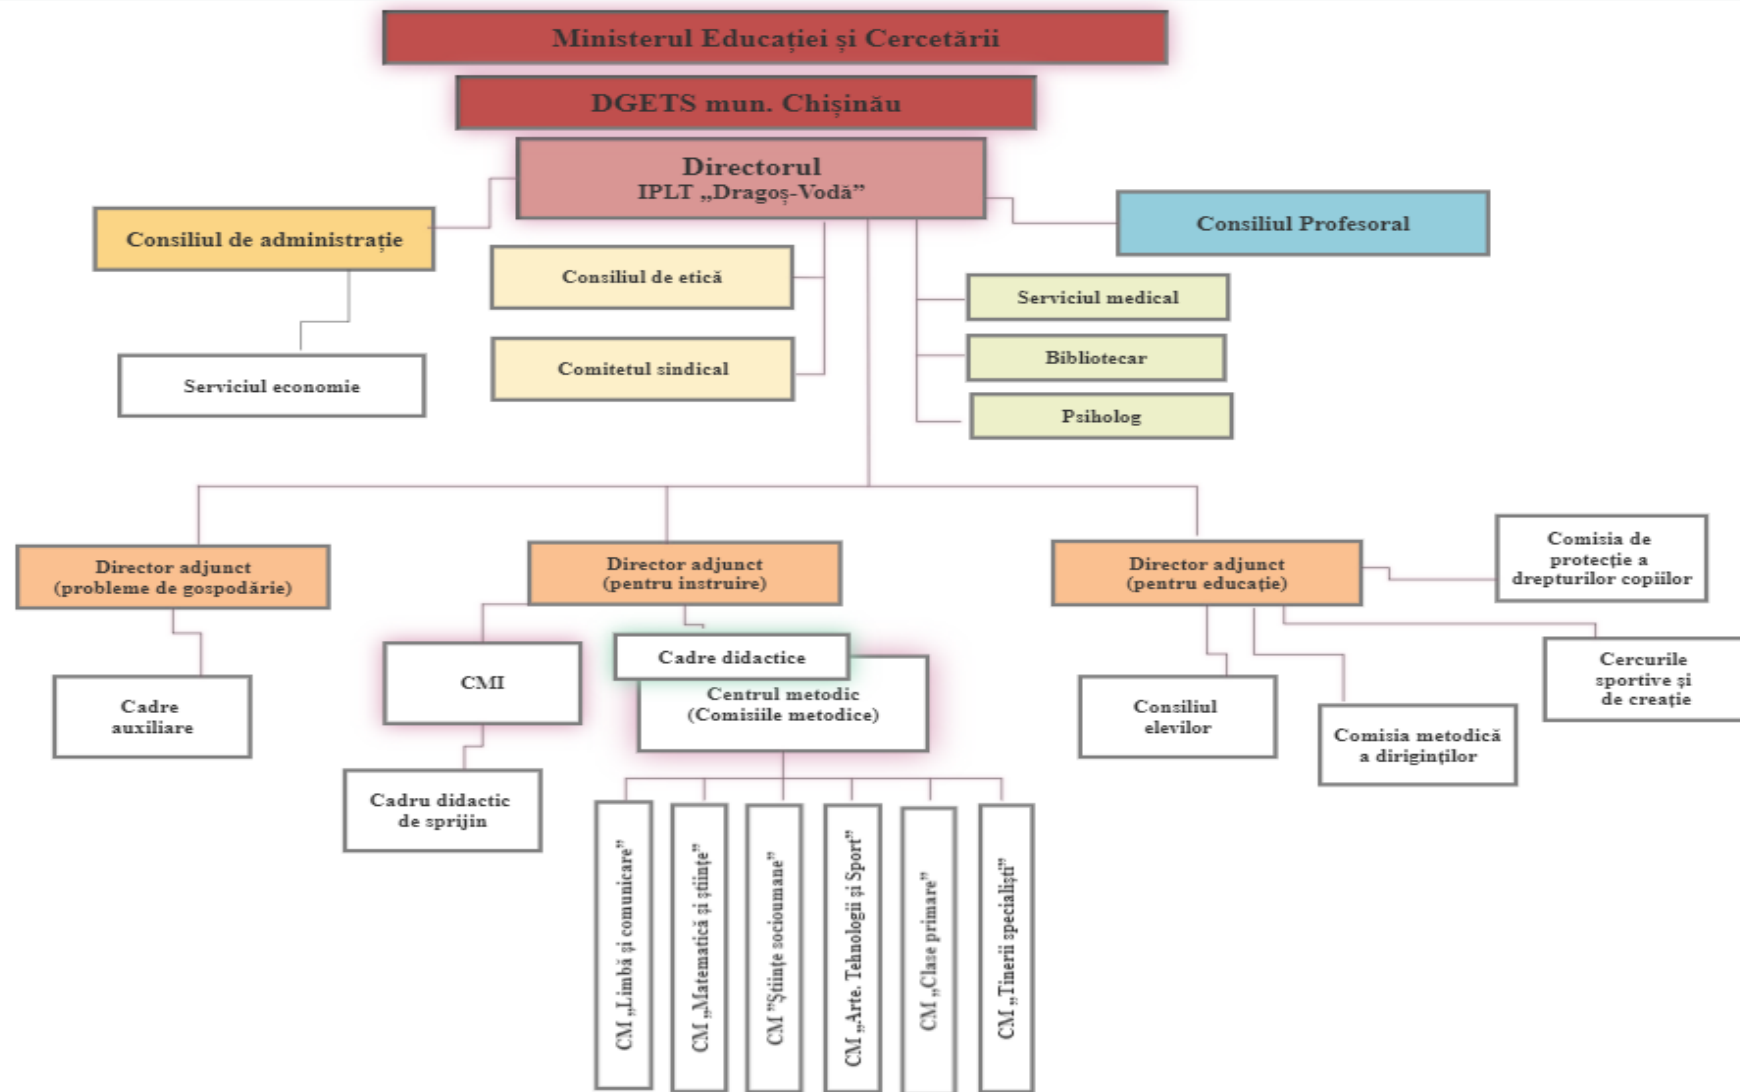 Ministerul Educației și Cercetării
DGETS mun. Chișinău
Directorul
IPLT „Dragoș-Vodă”
Consiliul de administrație
Consiliul Profesoral
Consiliul de etică
Serviciul medical
Serviciul economie
Comitetul sindical
Bibliotecar
Psiholog
Director adjunct
(probleme de gospodărie)
Director adjunct
(pentru instruire)
Director adjunct
(pentru educație)
Comisia de
protecție a
drepturilor copiilor
Cadre
auxiliare
CMI
Cadre didactice
Centrul metodic
(Comisiile metodice)
Consiliul
elevilor
Comisia metodică
a diriginților
Cercurile
sportive și
de creație
Cadru didactic
de sprijin
CM „Limbă și comunicare”
CM „Matematică și științe”
CM ”Științe socioumane”
CM „Arte. Tehnologii și Sport”
CM „Clase primare”
CM „Tinerii specialiști”